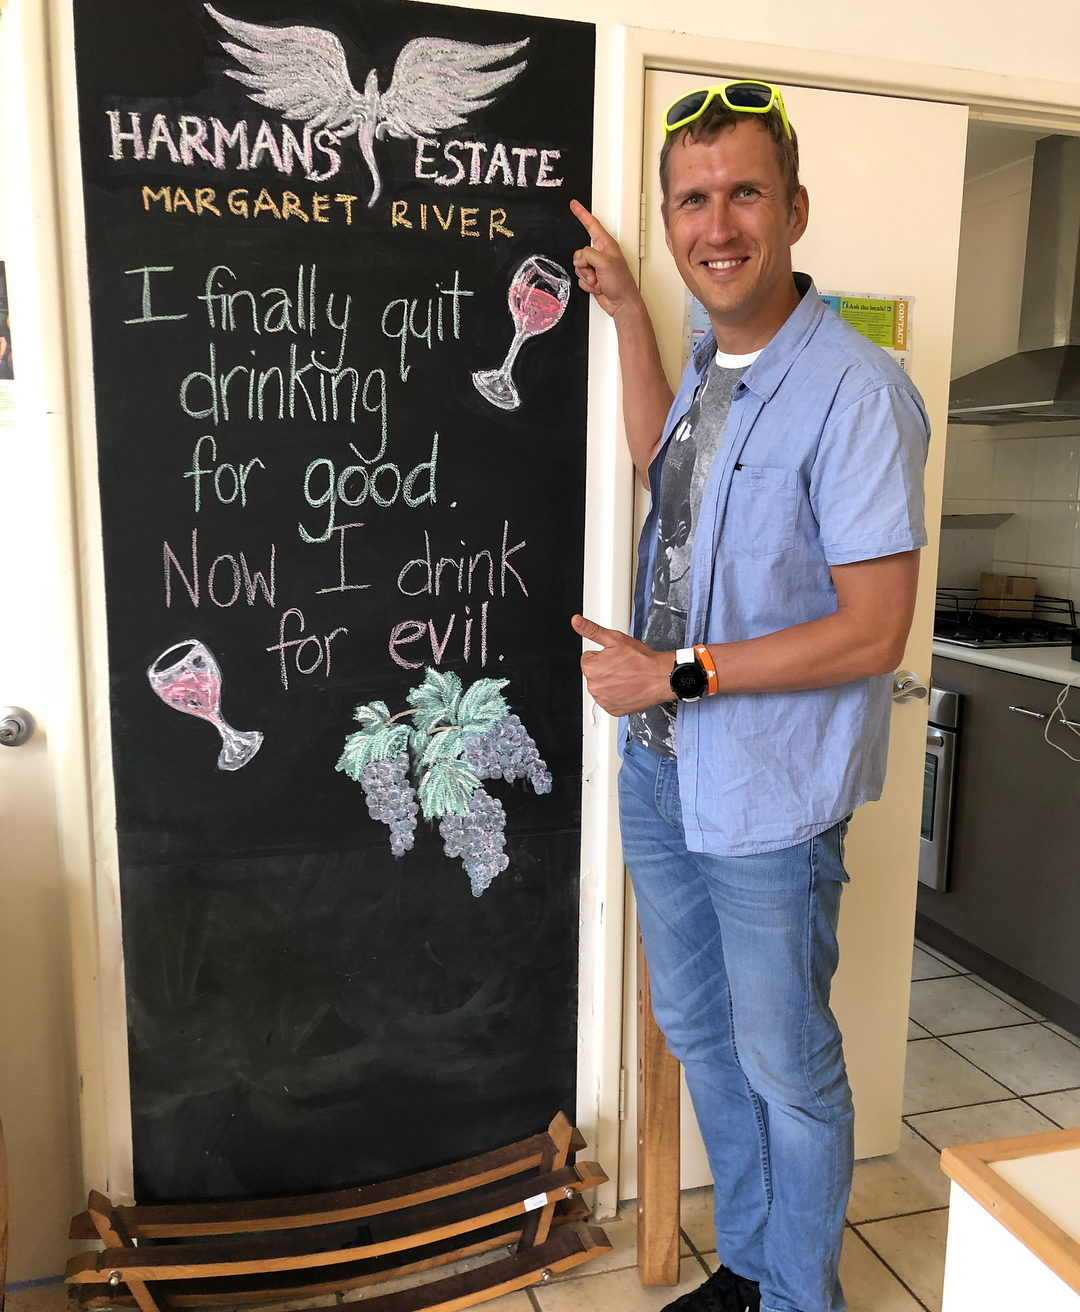 HARMANS ESTATE
MARGARET RIVER
I finally quit
drinking
for good.
Now I drink
for evil.
Ask the locals!
CONTACT